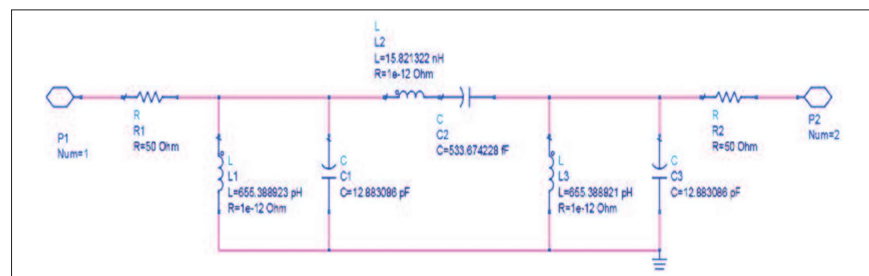 L
L2
L=15.821322 nH
R=1e-12 Ohm
P1
Num=1
R
R1
R=50 Ohm
C
C2
C=533.674228 fF
R
R2
R=50 Ohm
P2
Num=2
L
L1
L=655.388923 pH
R=1e-12 Ohm
C
C1
C=12.883086 pF
L
L3
L=655.388921 pH
R=1e-12 Ohm
C
C3
C=12.883086 pF